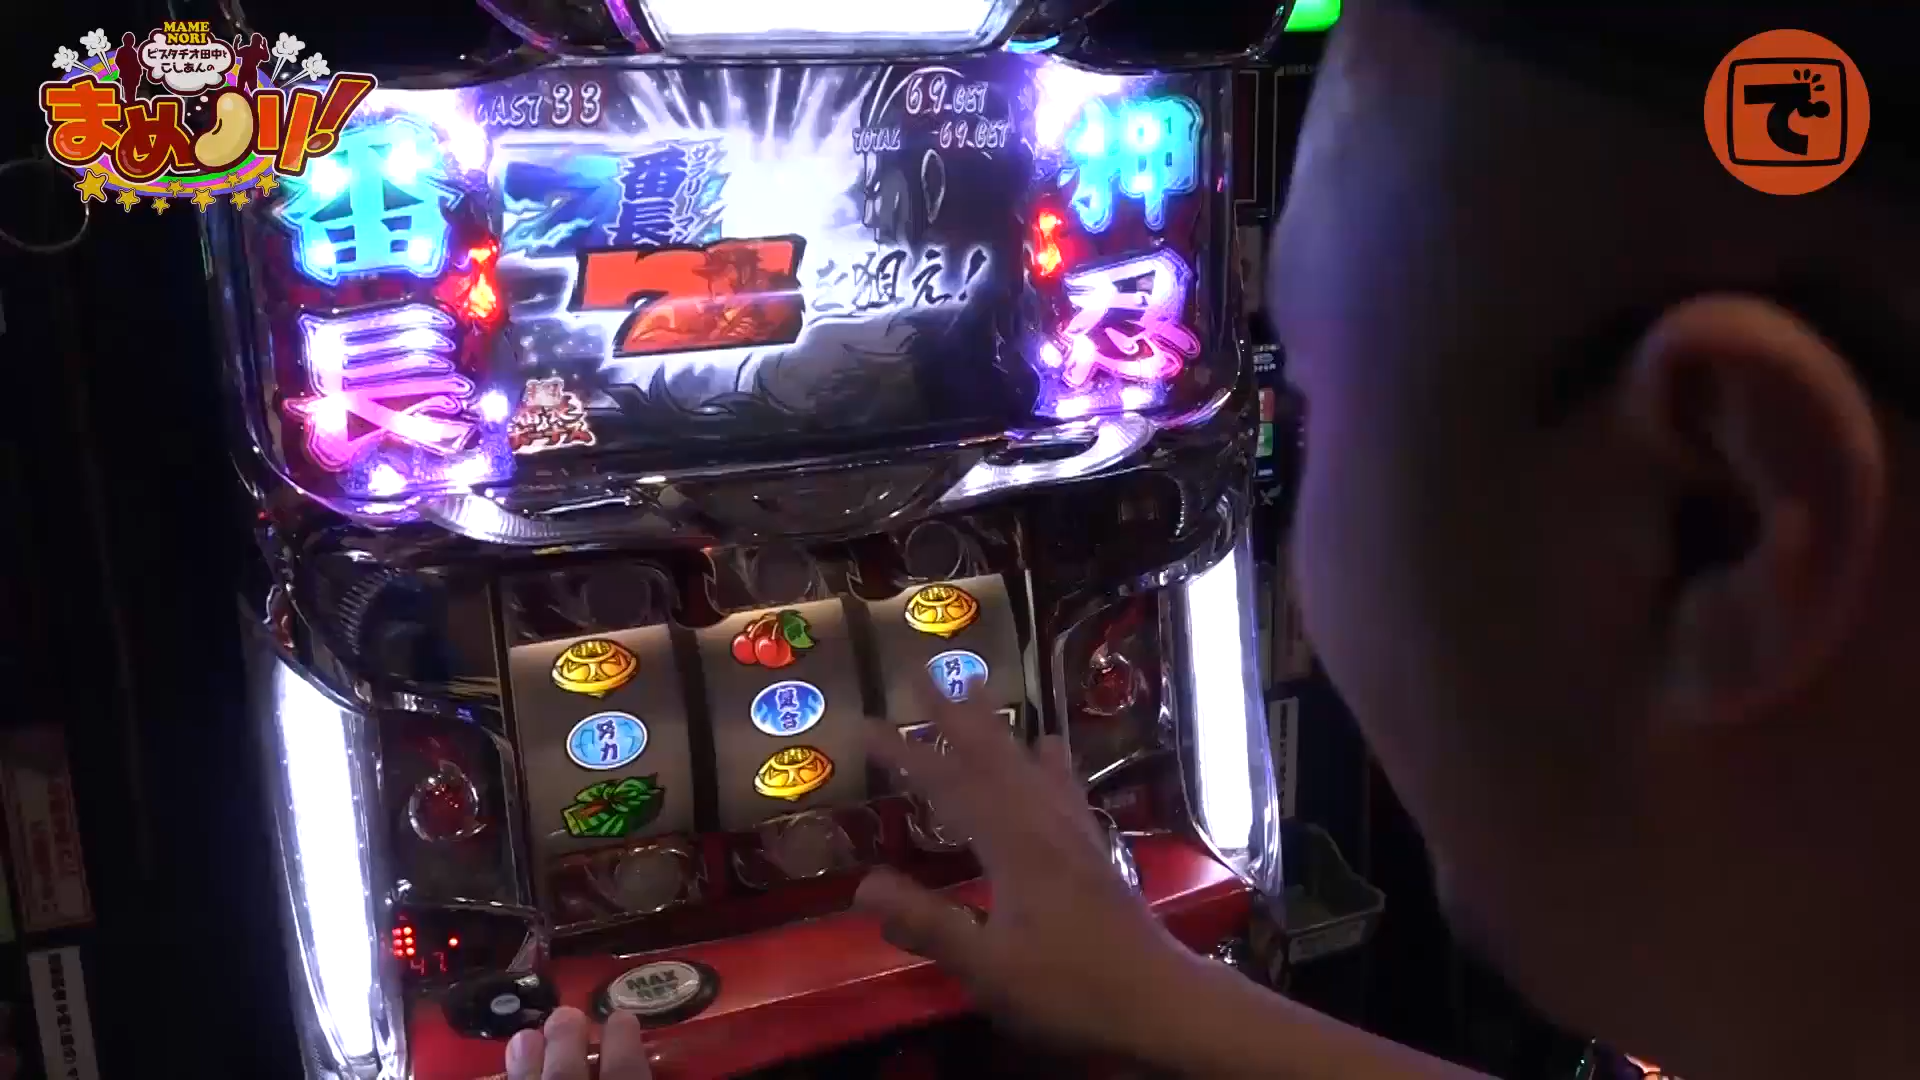 MAME
NORI
ピスタチオ田中と
こしあんの
まめノリ!
で
LAST 33
69 GET
TOTAL 69 GET
番長
押忍
番長
7を狙え!
努力
努力
MAX
BET
47